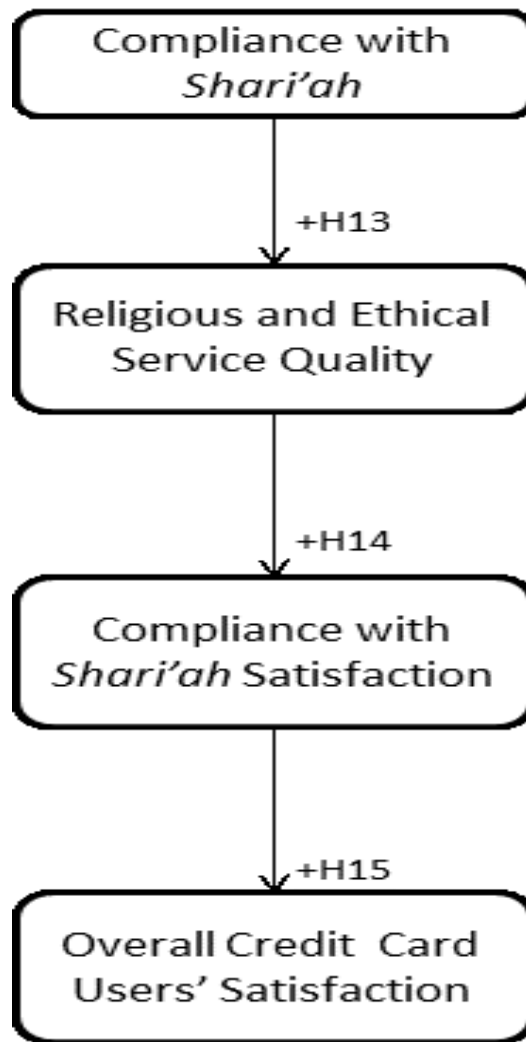 Compliance with
Shari’ah
+H13
Religious and Ethical
Service Quality
+H14
Compliance with
Shari’ah Satisfaction
+H15
Overall Credit Card
Users’ Satisfaction